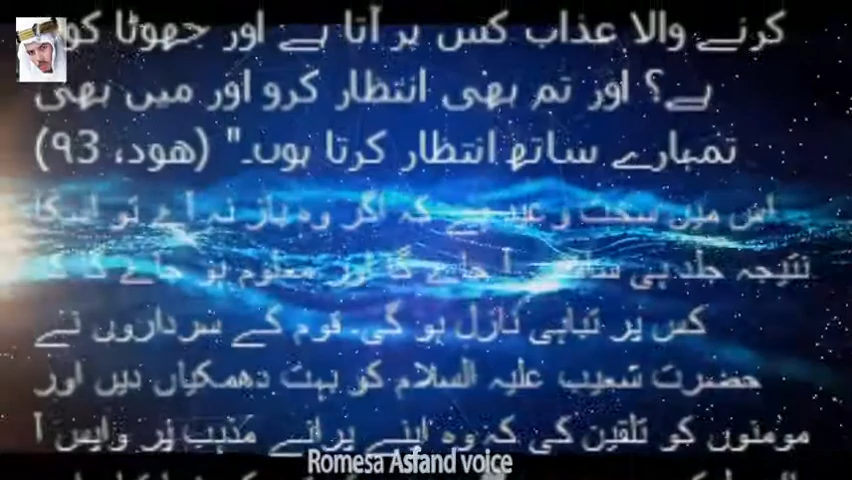 کرنے والا عذاب کس پر آتا ہے اور جھوٹا کون
ہے؟ اور تم بھی انتظار کرو اور میں بھی
تمہارے ساتھ انتظار کرتا ہوں۔" (ھود، 93)
اس میں سخت وعید ہے کہ اگر وہ باز نہ آے تو اسکا
نتیجہ جلد ہی سامنے آ جاے گا اور معلوم ہو جاے گا کہ
کس پر تباہی نازل ہو گی۔ قوم کے سرداروں نے
حضرت شعیب علیہ السلام کو بہت دھمکیاں دیں اور
مومنوں کو تلقین کی کہ وہ اپنے پرانے مذہب پر واپس آ
Romesa Asfand voice